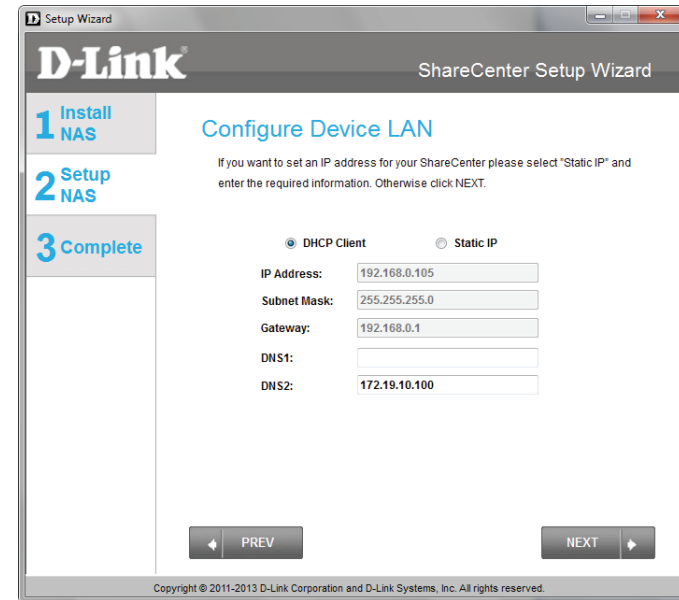 Setup Wizard
D-Link
ShareCenter Setup Wizard
1 Install
NAS
2 Setup
NAS
3 Complete
Configure Device LAN
If you want to set an IP address for your ShareCenter please select "Static IP" and
enter the required information. Otherwise click NEXT.
DHCP Client Static IP
IP Address: 192.168.0.105
Subnet Mask: 255.255.255.0
Gateway: 192.168.0.1
DNS1:
DNS2: 172.19.10.100
PREV NEXT
Copyright © 2011-2013 D-Link Corporation and D-Link Systems, Inc. All rights reserved.